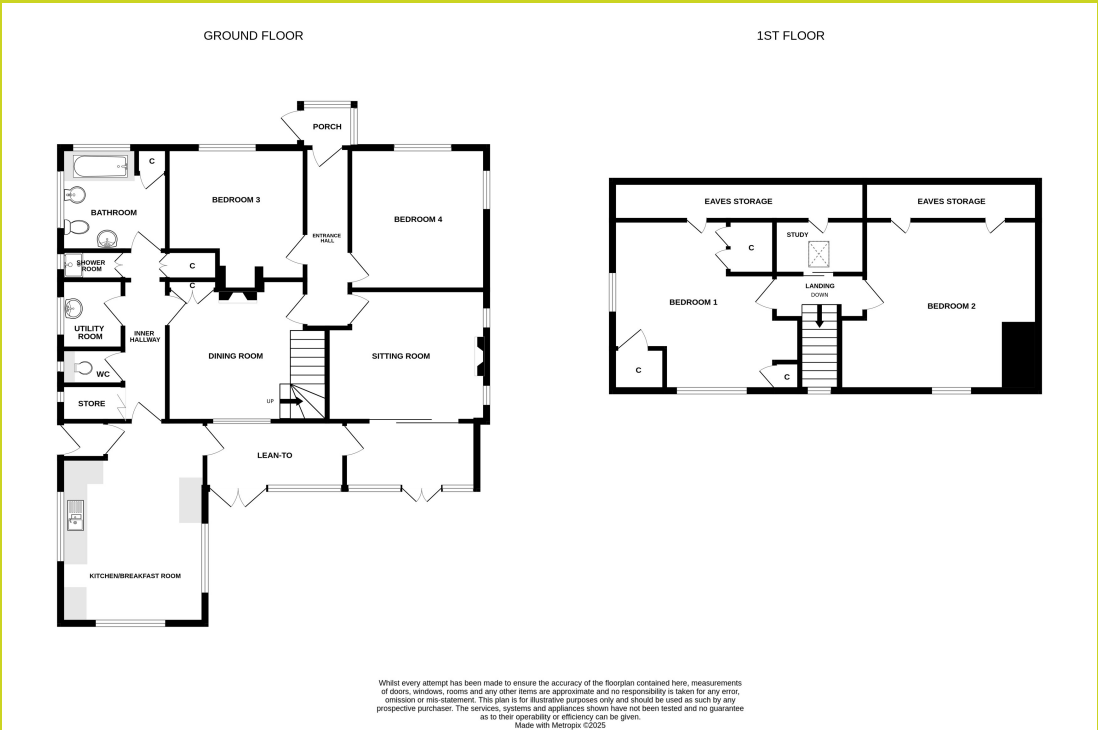 GROUND FLOOR
1ST FLOOR
PORCH
C
BATHROOM
BEDROOM 3
BEDROOM 4
ENTRANCE
HALL
SHOWER
ROOM
C
C
UTILITY
ROOM
INNER
HALLWAY
DINING ROOM
SITTING ROOM
WC
STORE
UP
LEAN-TO
KITCHEN/BREAKFAST ROOM
EAVES STORAGE
EAVES STORAGE
STUDY
C
LANDING
DOWN
BEDROOM 1
BEDROOM 2
C
C
Whilst every attempt has been made to ensure the accuracy of the floorplan contained here, measurements
of doors, windows, rooms and any other items are approximate and no responsibility is taken for any error,
omission or mis-statement. This plan is for illustrative purposes only and should be used as such by any
prospective purchaser. The services, systems and appliances shown have not been tested and no guarantee
as to their operability or efficiency can be given.
Made with Metropix ©2025